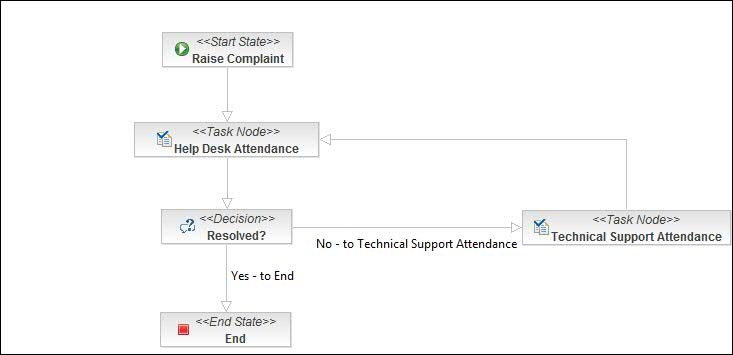 <<Start State>>
Raise Complaint
<<Task Node>>
Help Desk Attendance
<<Decision>>
Resolved?
No - to Technical Support Attendance
<<Task Node>>
Technical Support Attendance
Yes - to End
<<End State>>
End